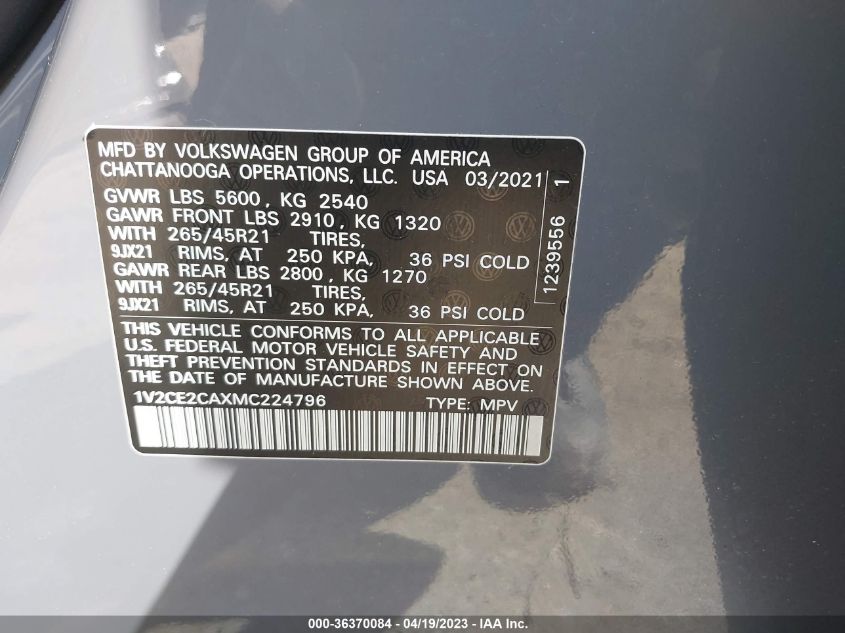 MFD BY VOLKSWAGEN GROUP OF AMERICA
CHATTANOOGA OPERATIONS, LLC. USA 03/2021
GVWR LBS 5600, KG 2540
GAWR FRONT LBS 2910, KG 1320
WITH 265/45R21 TIRES,
9JX21 RIMS, AT 250 KPA, 36 PSI COLD
GAWR REAR LBS 2800, KG 1270
WITH 265/45R21 TIRES,
9JX21 RIMS, AT 250 KPA, 36 PSI COLD
THIS VEHICLE CONFORMS TO ALL APPLICABLE
U.S. FEDERAL MOTOR VEHICLE SAFETY AND
THEFT PREVENTION STANDARDS IN EFFECT ON
THE DATE OF MANUFACTURE SHOWN ABOVE.
1V2CE2CAXMC224796 TYPE: MPV
1239556 1
000-36370084 - 04/19/2023 - IAA Inc.